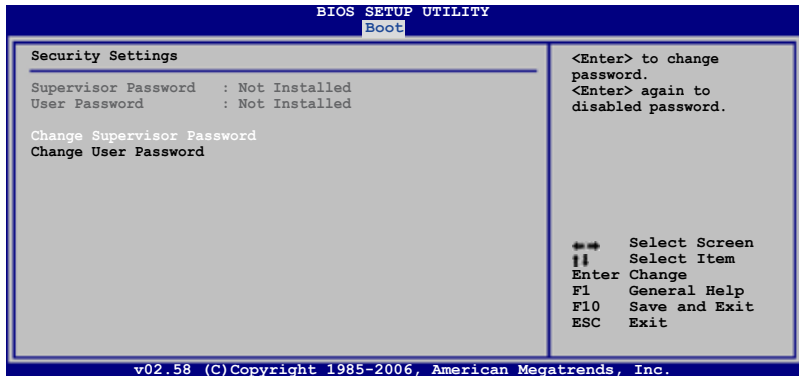 BIOS SETUP UTILITY
Boot
Security Settings
Supervisor Password : Not Installed
User Password : Not Installed
Change Supervisor Password
Change User Password
<Enter> to change
password.
<Enter> again to
disabled password.
←→ Select Screen
↑↓ Select Item
Enter Change
F1 General Help
F10 Save and Exit
ESC Exit
v02.58 (C)Copyright 1985-2006, American Megatrends, Inc.